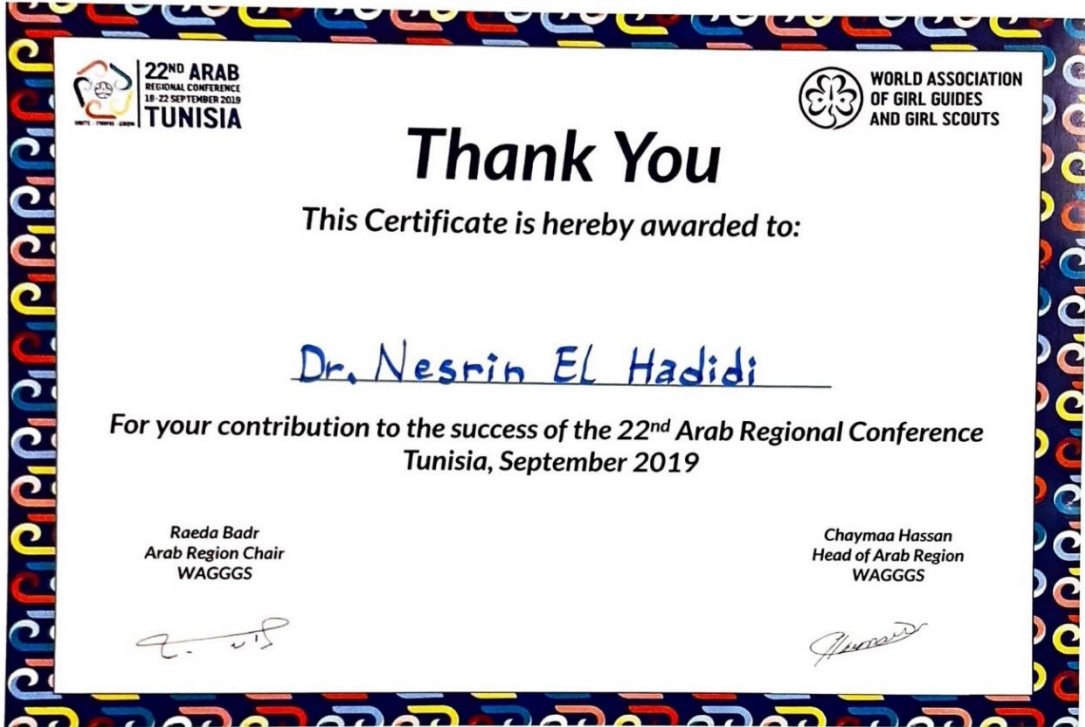 22ND ARAB
REGIONAL CONFERENCE
18-22 SEPTEMBER 2019
TUNISIA
WORLD ASSOCIATION
OF GIRL GUIDES
AND GIRL SCOUTS
Thank You
This Certificate is hereby awarded to:
Dr. Nesrin El Hadidi
For your contribution to the success of the 22nd Arab Regional Conference
Tunisia, September 2019
Raeda Badr
Arab Region Chair
WAGGGS
Chaymaa Hassan
Head of Arab Region
WAGGGS